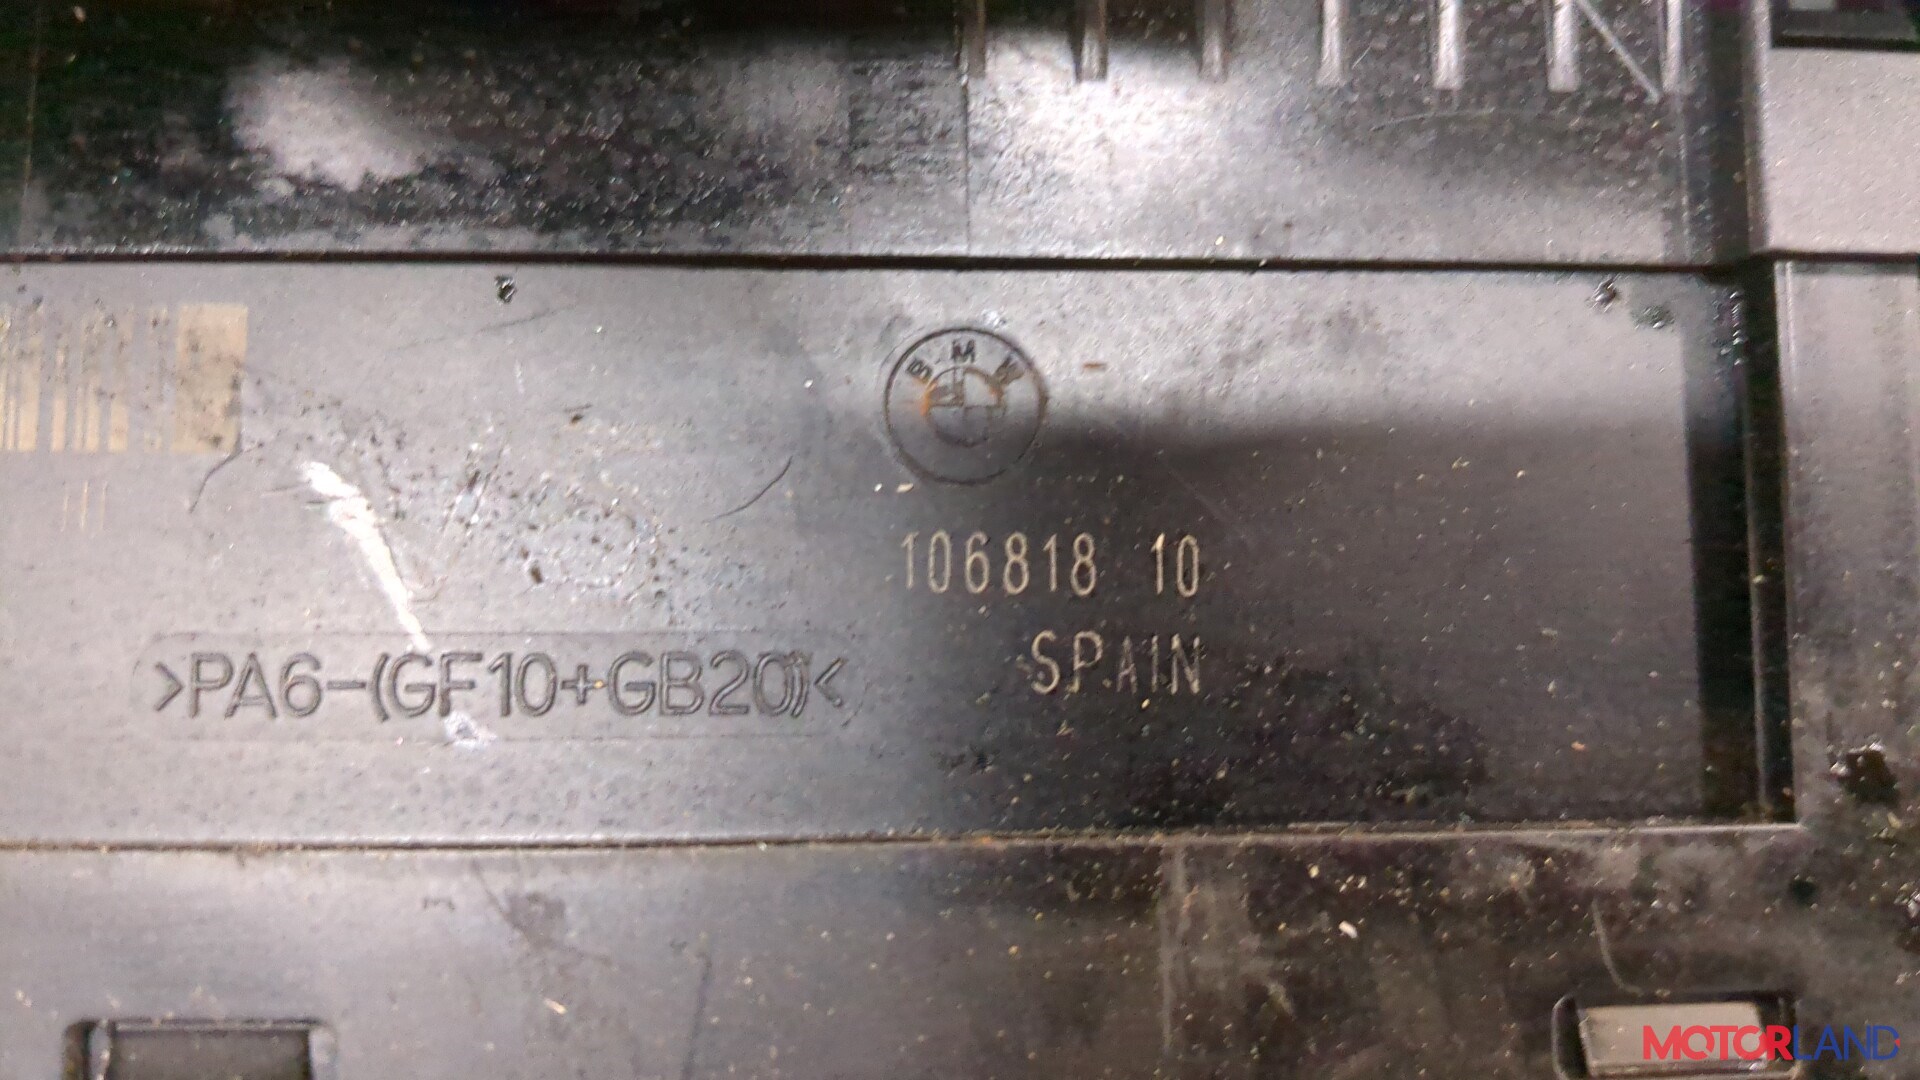 BMW
106818 10
SPAIN
>PA6-(GF10+GB20)<
MOTORLAND